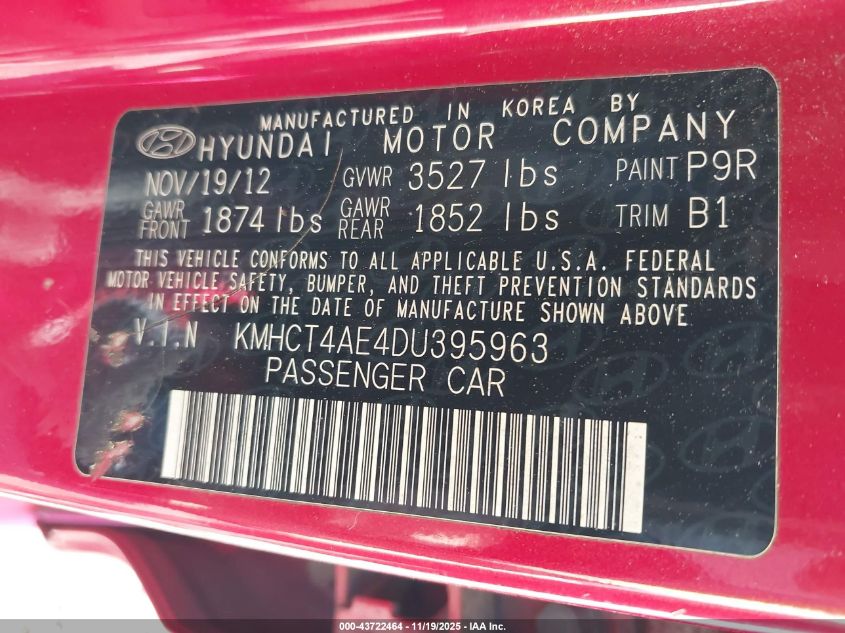 MANUFACTURED IN KOREA BY
HYUNDAI MOTOR COMPANY
NOV/19/12 GVWR 3527 lbs PAINT P9R
GAWR FRONT 1874 lbs GAWR REAR 1852 lbs TRIM B1
THIS VEHICLE CONFORMS TO ALL APPLICABLE U.S.A. FEDERAL
MOTOR VEHICLE SAFETY, BUMPER, AND THEFT PREVENTION STANDARDS
IN EFFECT ON THE DATE OF MANUFACTURE SHOWN ABOVE
V.I.N KMHCT4AE4DU395963
PASSENGER CAR
000-43722464 - 11/19/2025 - IAA Inc.